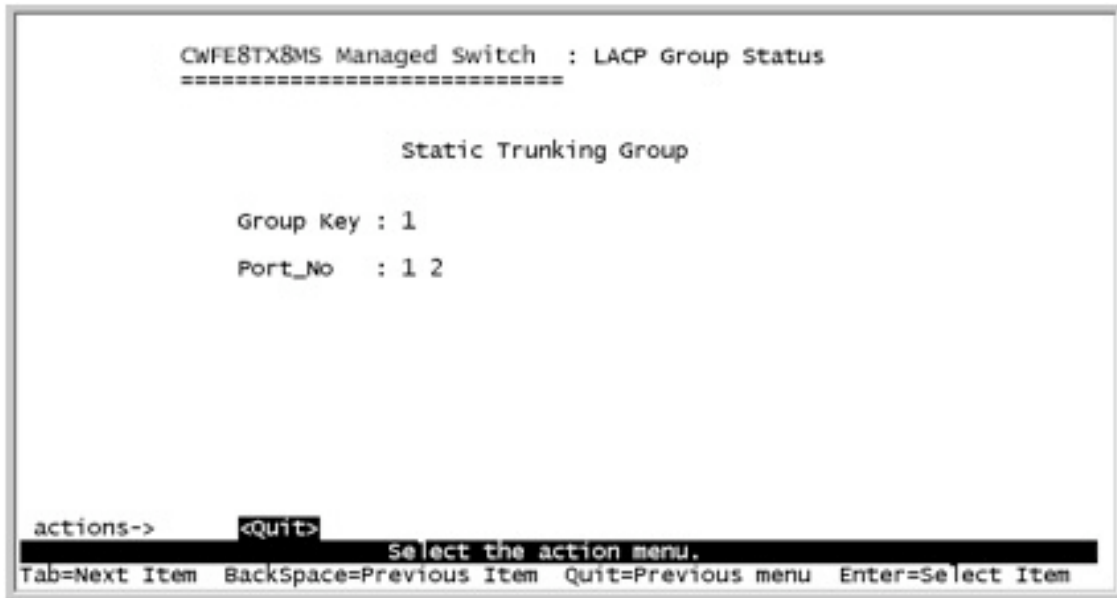 CWFE8TX8MS Managed Switch : LACP Group Status
============================
Static Trunking Group
Group Key : 1
Port_No : 1 2
actions-> <Quit>
Select the action menu.
Tab=Next Item BackSpace=Previous Item Quit=Previous menu Enter=Select Item